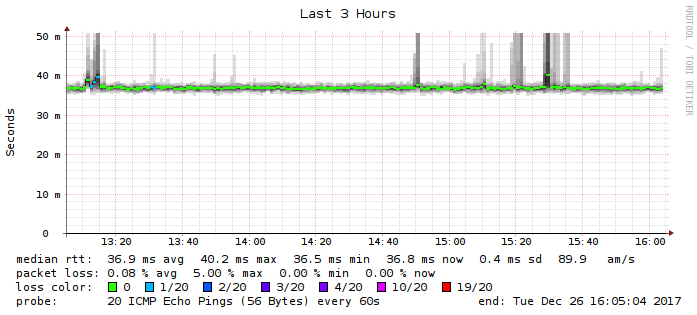 Last 3 Hours
RRDTOOL / TOBI OETIKER
Seconds
50 m
40 m
30 m
20 m
10 m
0
13:20 13:40 14:00 14:20 14:40 15:00 15:20 15:40 16:00
median rtt: 36.9 ms avg 40.2 ms max 36.5 ms min 36.8 ms now 0.4 ms sd 89.9 am/s
packet loss: 0.08 % avg 5.00 % max 0.00 % min 0.00 % now
loss color: 0 1/20 2/20 3/20 4/20 10/20 19/20
probe: 20 ICMP Echo Pings (56 Bytes) every 60s end: Tue Dec 26 16:05:04 2017